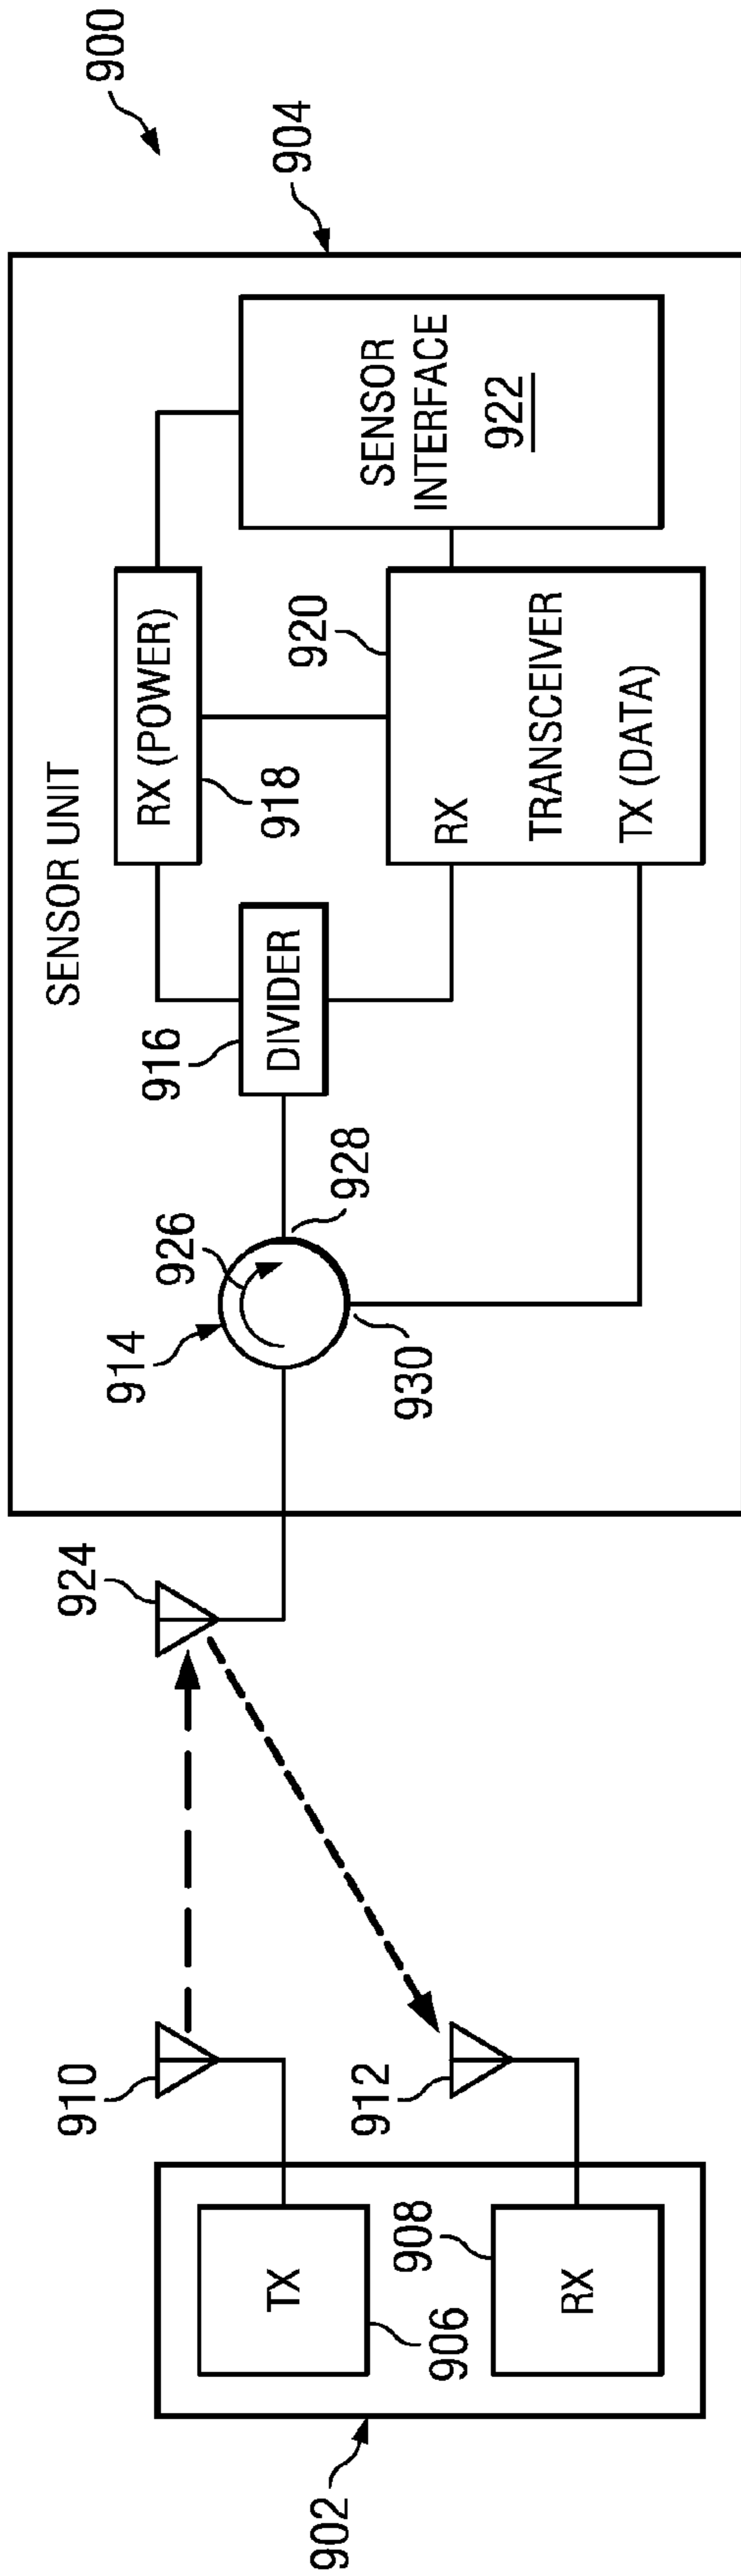 900
904
SENSOR UNIT
SENSOR
INTERFACE
922
RX (POWER)
918
920
RX
TRANSCEIVER
TX (DATA)
916
DIVIDER
914
926
928
930
924
910
912
TX
906
908
RX
902